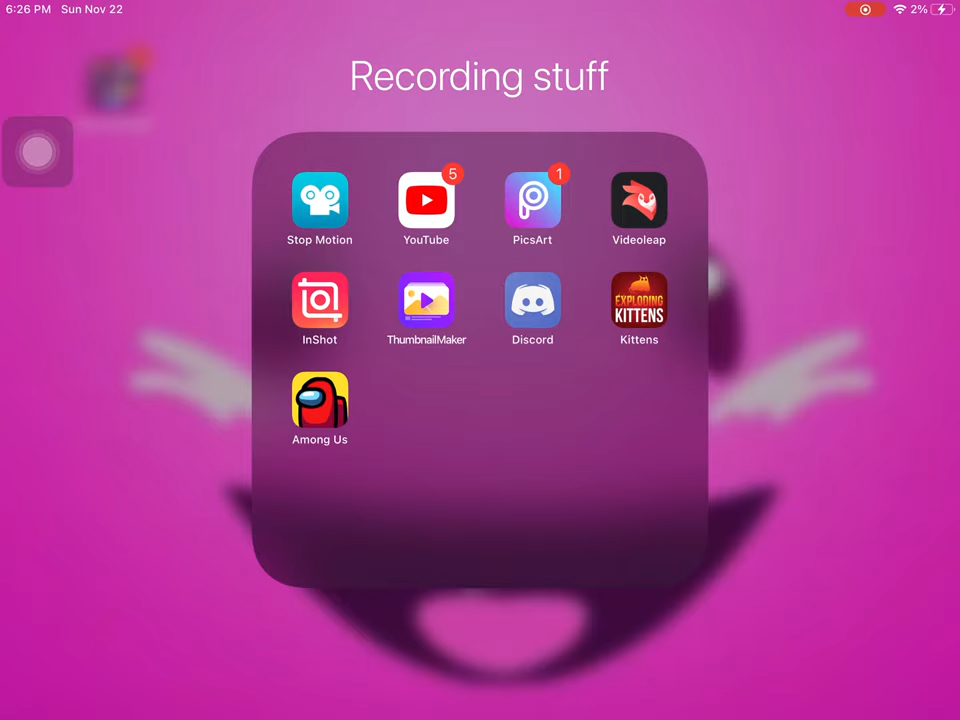 6:26 PM Sun Nov 22
2%
Recording stuff
5
1
Stop Motion
YouTube
PicsArt
Videoleap
EXPLODING
KITTENS
InShot
ThumbnailMaker
Discord
Kittens
Among Us